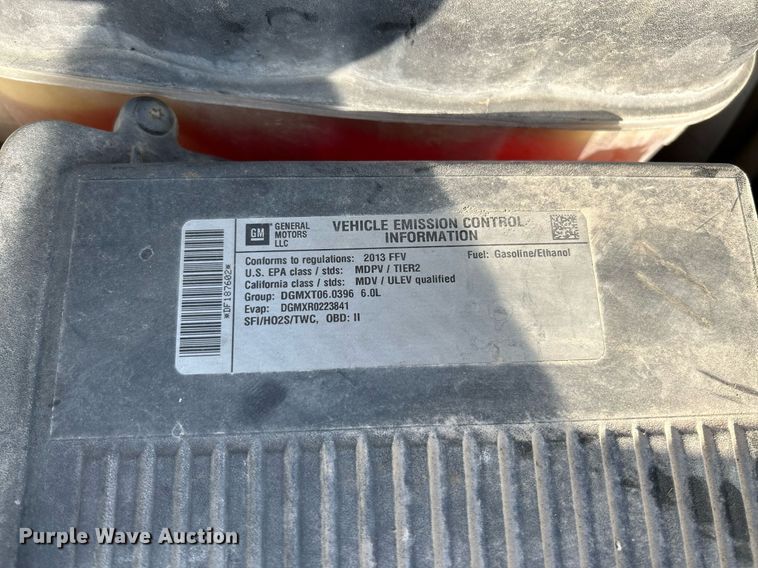 GM
GENERAL MOTORS LLC
VEHICLE EMISSION CONTROL INFORMATION
Conforms to regulations: 2013 FFV Fuel: Gasoline/Ethanol
U.S. EPA class / stds: MDPV / TIER2
California class / stds: MDV / ULEV qualified
Group: DGMXT06.0396 6.0L
Evap: DGMXR0223841
SFI/HO2S/TWC, OBD: II
*DF187602*
Purple Wave Auction